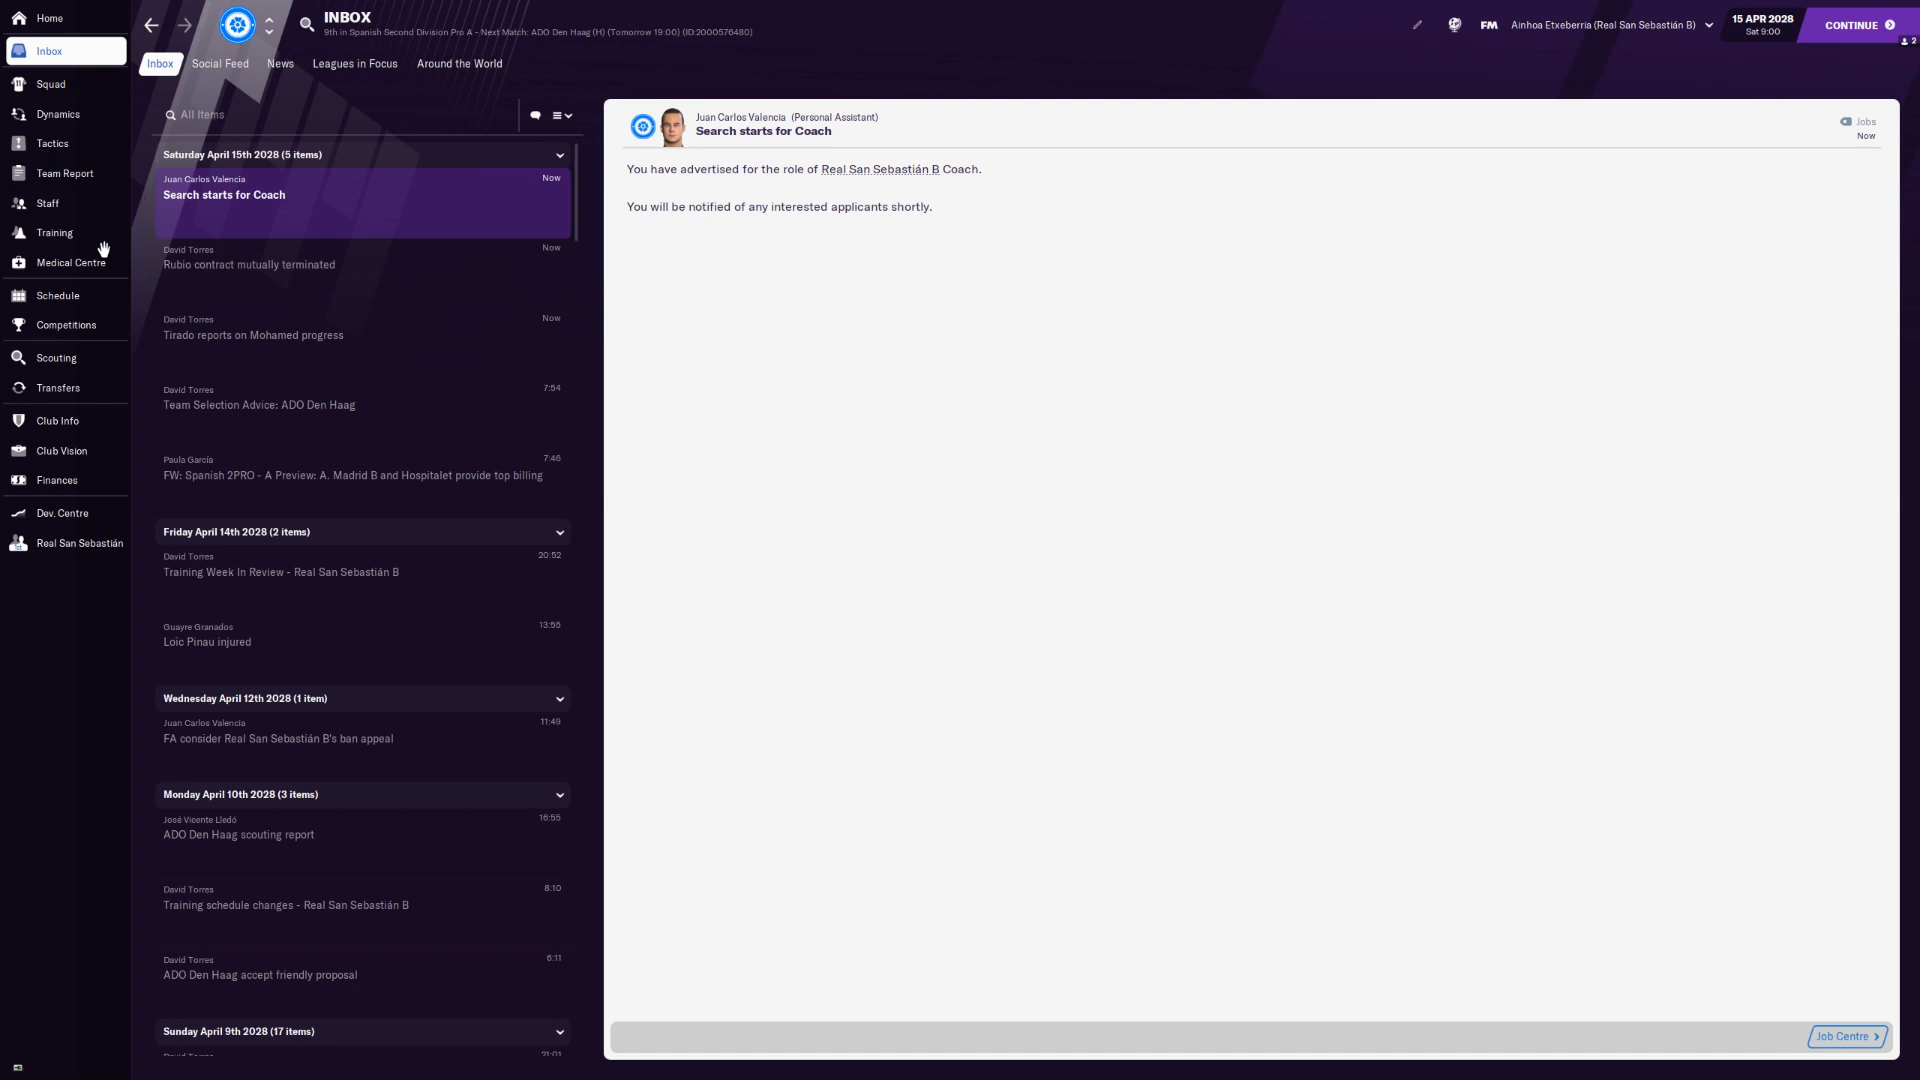 Home
Inbox
Squad
Dynamics
Tactics
Team Report
Staff
Training
Medical Centre
Schedule
Competitions
Scouting
Transfers
Club Info
Club Vision
Finances
Dev. Centre
Real San Sebastián
INBOX
9th in Spanish Second Division Pro A - Next Match: ADO Den Haag (H) (Tomorrow 19:00) (ID:2000576480)
FM
Ainhoa Etxeberria (Real San Sebastián B)
15 APR 2028
Sat 9:00
CONTINUE
2
Inbox
Social Feed
News
Leagues in Focus
Around the World
All Items
Saturday April 15th 2028 (5 items)
Juan Carlos Valencia Now
Search starts for Coach
David Torres Now
Rubio contract mutually terminated
David Torres Now
Tirado reports on Mohamed progress
David Torres 7:54
Team Selection Advice: ADO Den Haag
Paula García 7:46
FW: Spanish 2PRO - A Preview: A. Madrid B and Hospitalet provide top billing
Friday April 14th 2028 (2 items)
David Torres 20:52
Training Week In Review - Real San Sebastián B
Guayre Granados 13:55
Loic Pinau injured
Wednesday April 12th 2028 (1 item)
Juan Carlos Valencia 11:49
FA consider Real San Sebastián B's ban appeal
Monday April 10th 2028 (3 items)
José Vicente Lledó 16:55
ADO Den Haag scouting report
David Torres 8:10
Training schedule changes - Real San Sebastián B
David Torres 6:11
ADO Den Haag accept friendly proposal
Sunday April 9th 2028 (17 items)
Juan Carlos Valencia (Personal Assistant)
Search starts for Coach
Jobs
Now
You have advertised for the role of Real San Sebastián B Coach.
You will be notified of any interested applicants shortly.
Job Centre